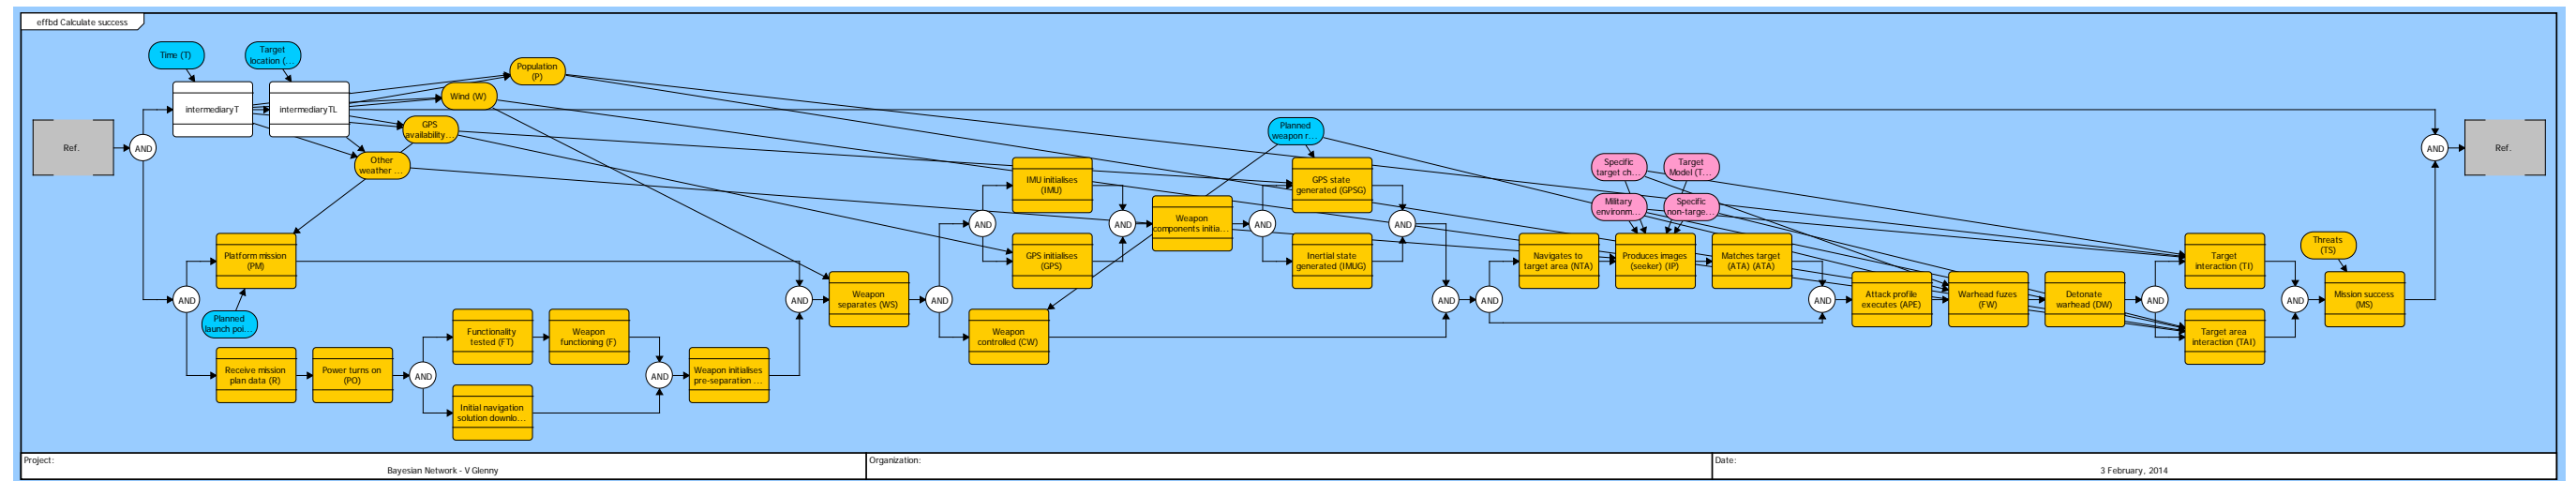 effbd Calculate success
Time (T)
Target
location (...
Population
(P)
Wind (W)
intermediaryT
intermediaryTL
GPS
availability...
Planned
weapon r...
Ref.
AND
Other
weather ...
AND
Ref.
Specific
target ch...
Target
Model (T...
IMU initialises
(IMU)
GPS state
generated (GPSG)
Military
environm...
Specific
non-targe...
AND
AND
Weapon
components initia...
AND
AND
Platform mission
(PM)
GPS initialises
(GPS)
Inertial state
generated (IMUG)
Navigates to
target area (NTA)
Produces images
(seeker) (IP)
Matches target
(ATA) (ATA)
Target
interaction (TI)
Threats
(TS)
AND
AND
Weapon
separates (WS)
AND
AND
AND
AND
Attack profile
executes (APE)
Warhead fuzes
(FW)
Detonate
warhead (DW)
AND
AND
Mission success
(MS)
Planned
launch poi...
Functionality
tested (FT)
Weapon
functioning (F)
Weapon
controlled (CW)
Target area
interaction (TAI)
Receive mission
plan data (R)
Power turns on
(PO)
AND
AND
Weapon initialises
pre-separation ...
Initial navigation
solution downlo...
Project:
Bayesian Network - V Glenny
Organization:
Date:
3 February, 2014